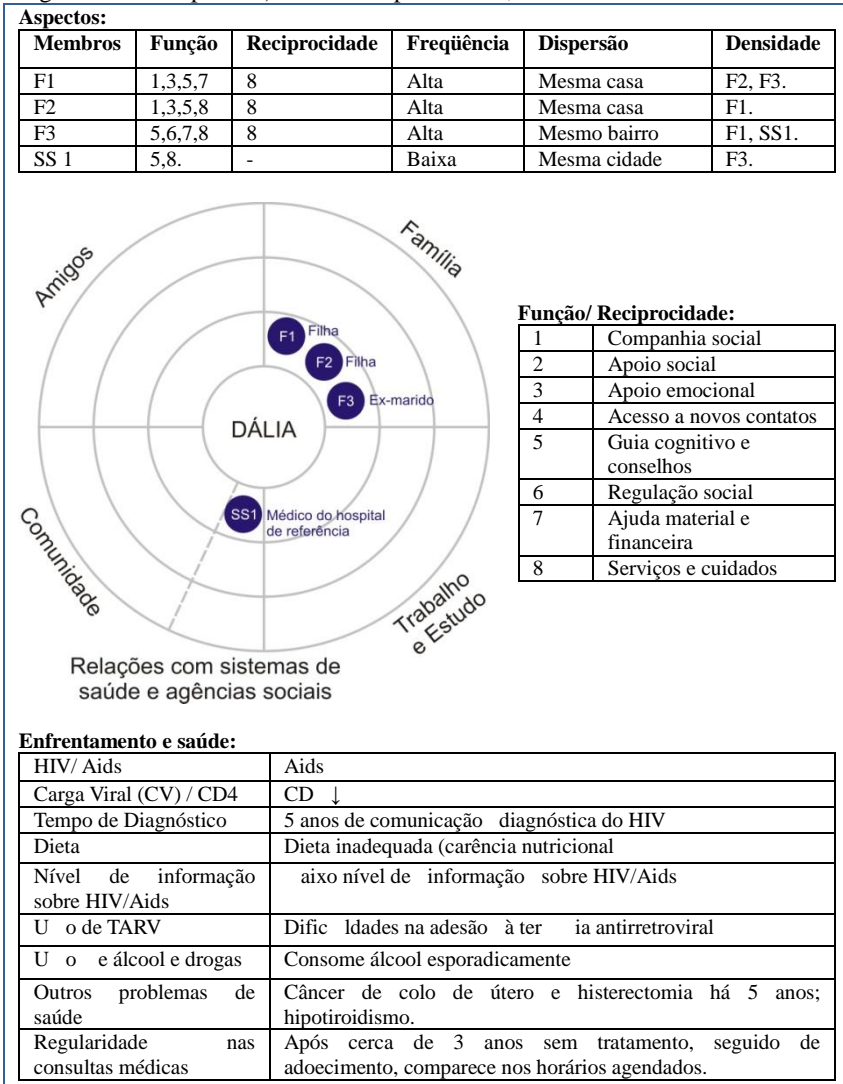 Aspectos:
Membros Função Reciprocidade Freqüência Dispersão Densidade
F1 1,3,5,7 8 Alta Mesma casa F2, F3.
F2 1,3,5,8 8 Alta Mesma casa F1.
F3 5,6,7,8 8 Alta Mesmo bairro F1, SS1.
SS 1 5,8. - Baixa Mesma cidade F3.
Amigos
Família
F1 Filha
F2 Filha
F3 Ex-marido
DÁLIA
SS1 Médico do hospital
de referência
Comunidade
Trabalho
e Estudo
Relações com sistemas de
saúde e agências sociais
Função/ Reciprocidade:
1 Companhia social
2 Apoio social
3 Apoio emocional
4 Acesso a novos contatos
5 Guia cognitivo e
conselhos
6 Regulação social
7 Ajuda material e
financeira
8 Serviços e cuidados
Enfrentamento e saúde:
HIV/ Aids Aids
Carga Viral (CV) / CD4 CD ↓
Tempo de Diagnóstico 5 anos de comunicação diagnóstica do HIV
Dieta Dieta inadequada (carência nutricional
Nível de informação aixo nível de informação sobre HIV/Aids
sobre HIV/Aids
U o de TARV Dific ldades na adesão à ter ia antirretroviral
U o e álcool e drogas Consome álcool esporadicamente
Outros problemas de Câncer de colo de útero e histerectomia há 5 anos;
saúde hipotiroidismo.
Regularidade nas Após cerca de 3 anos sem tratamento, seguido de
consultas médicas adoecimento, comparece nos horários agendados.